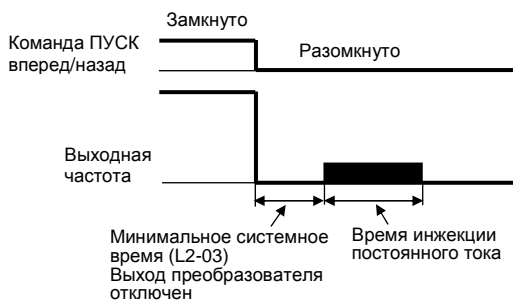 Замкнуто
Команда ПУСК
вперед/назад
Разомкнуто
Выходная
частота
Минимальное системное
время (L2-03)
Выход преобразователя
отключен
Время инжекции
постоянного тока